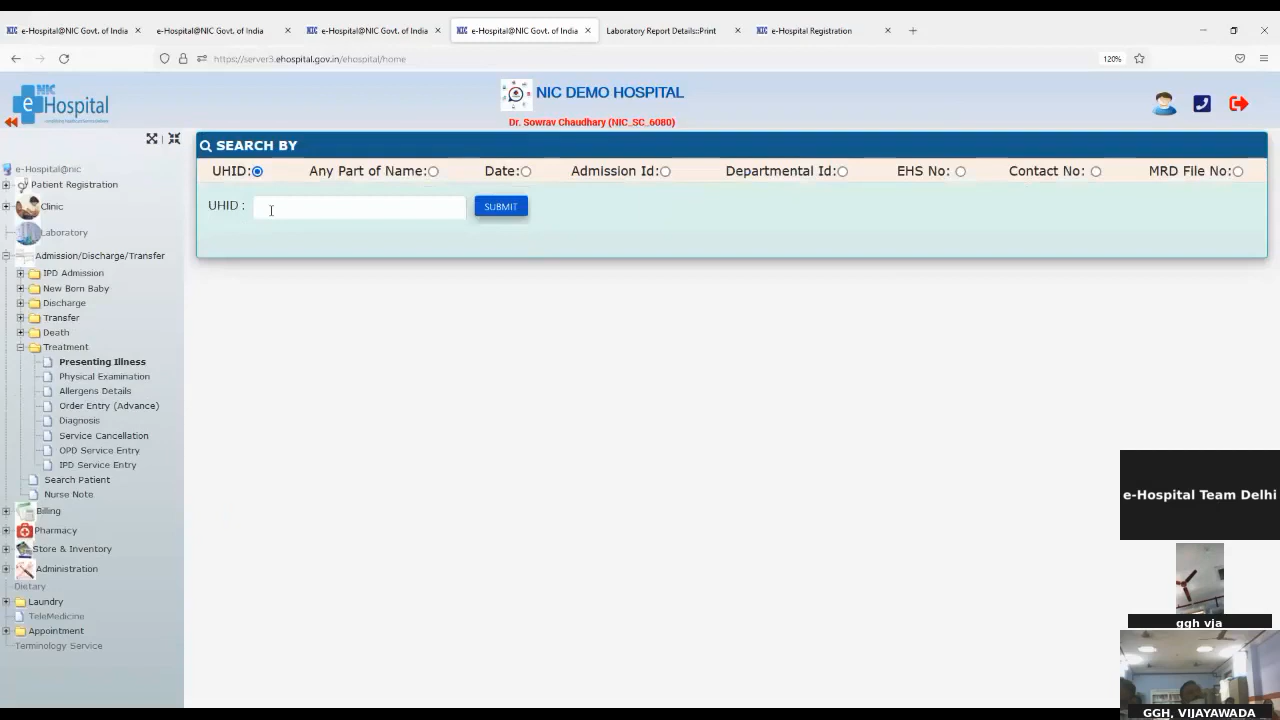 e-Hospital@NIC Govt. of India
e-Hospital@NIC Govt. of India
e-Hospital@NIC Govt. of India
e-Hospital@NIC Govt. of India
Laboratory Report Details::Print
e-Hospital Registration
https://server3.ehospital.gov.in/ehospital/home
120%
NIC
eHospital
NIC DEMO HOSPITAL
Dr. Sowrav Chaudhary (NIC_SC_6080)
SEARCH BY
UHID: Any Part of Name: Date: Admission Id: Departmental Id: EHS No: Contact No: MRD File No:
UHID : SUBMIT
e-Hospital@nic
Patient Registration
Clinic
Laboratory
Admission/Discharge/Transfer
IPD Admission
New Born Baby
Discharge
Transfer
Death
Treatment
Presenting Illness
Physical Examination
Allergens Details
Order Entry (Advance)
Diagnosis
Service Cancellation
OPD Service Entry
IPD Service Entry
Search Patient
Nurse Note
Billing
Pharmacy
Store & Inventory
Administration
Dietary
Laundry
TeleMedicine
Appointment
Terminology Service
e-Hospital Team Delhi
ggh vja
GGH, VIJAYAWADA